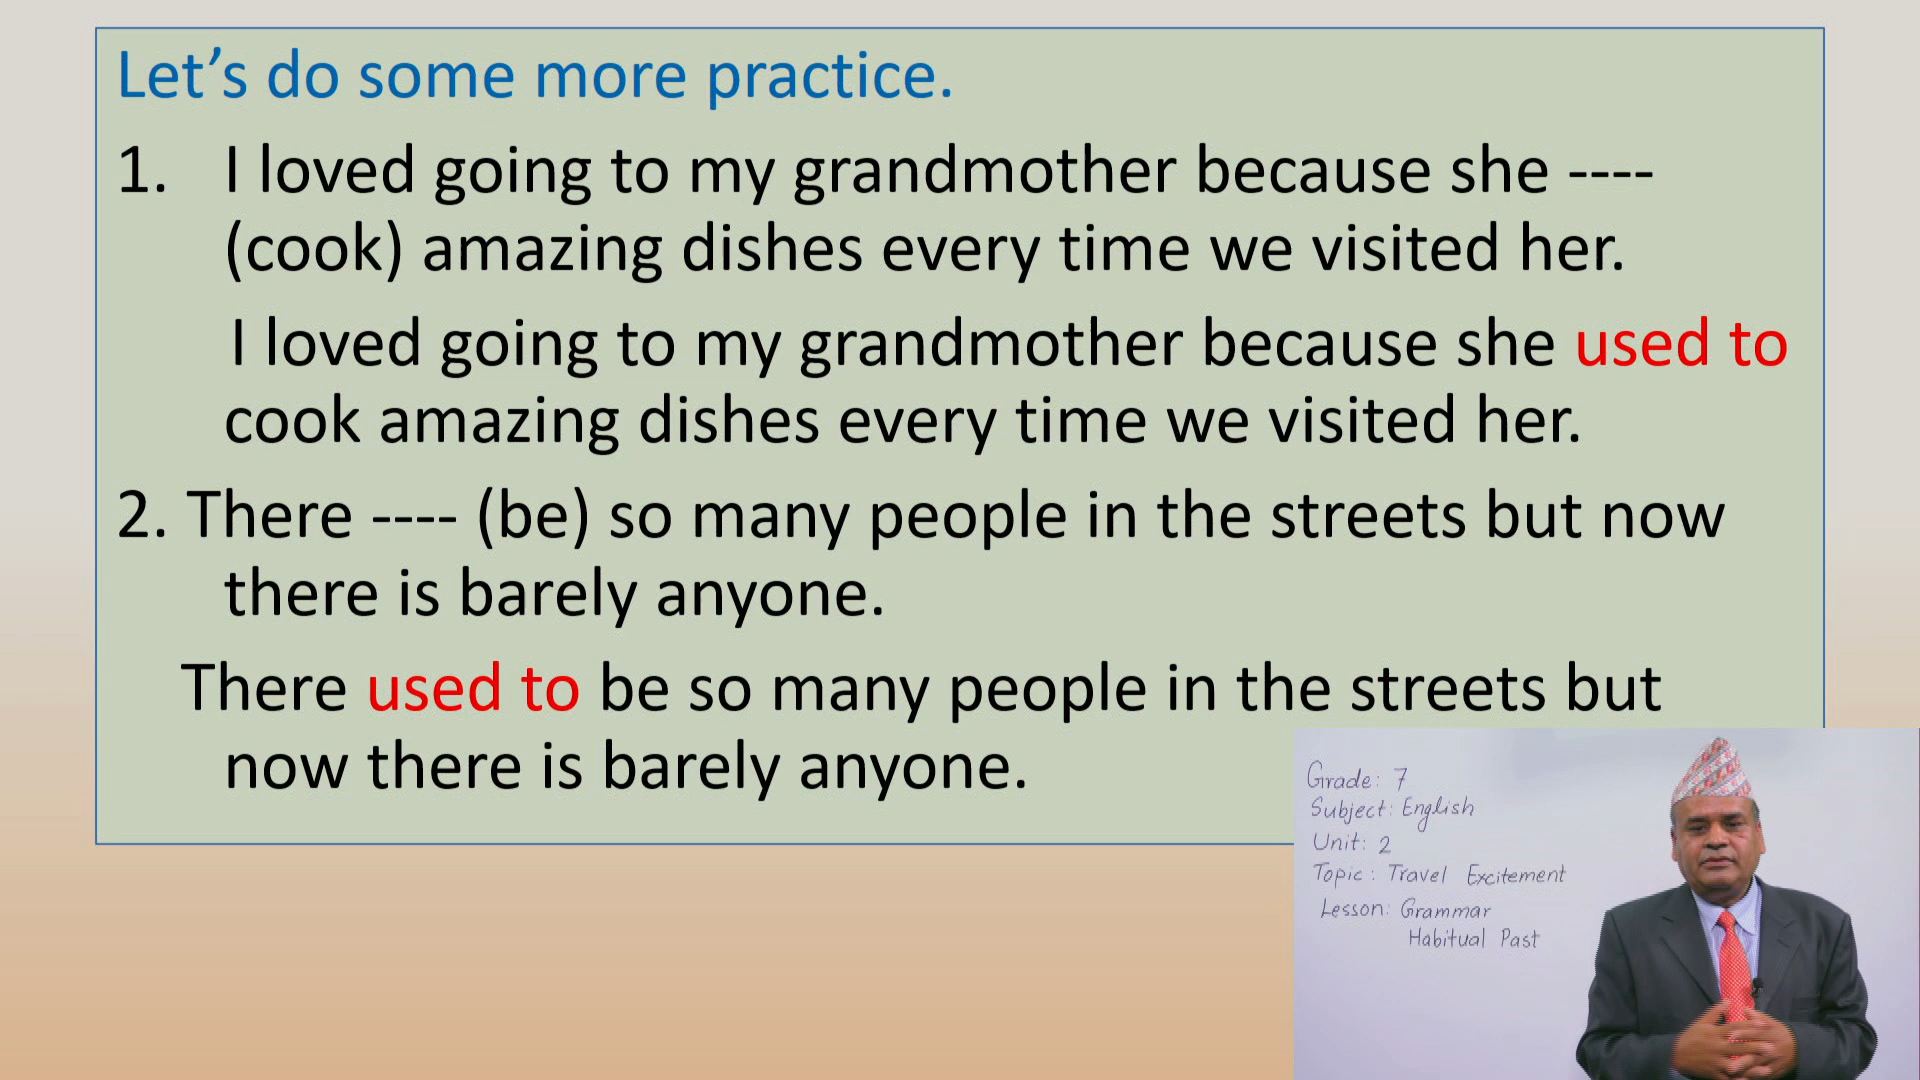 Let’s do some more practice.
1. I loved going to my grandmother because she ----
(cook) amazing dishes every time we visited her.
I loved going to my grandmother because she used to
cook amazing dishes every time we visited her.
2. There ---- (be) so many people in the streets but now
there is barely anyone.
There used to be so many people in the streets but
now there is barely anyone.
Grade: 7
Subject: English
Unit: 2
Topic: Travel Excitement
Lesson: Grammar
Habitual Past